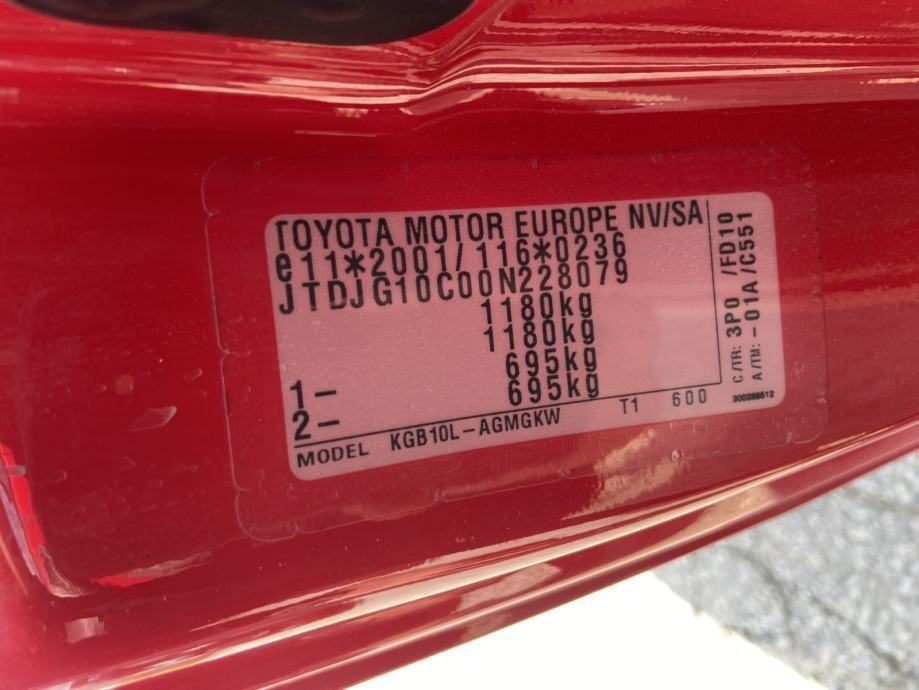 TOYOTA MOTOR EUROPE NV/SA
e11*2001/116*0236
JTDJG10C00N228079
1180kg
1180kg
1- 695kg
2- 695kg
MODEL KGB10L-AGMGKW T1 600
C/TR: 3P0 /FD10
A/TM: -01A /C551